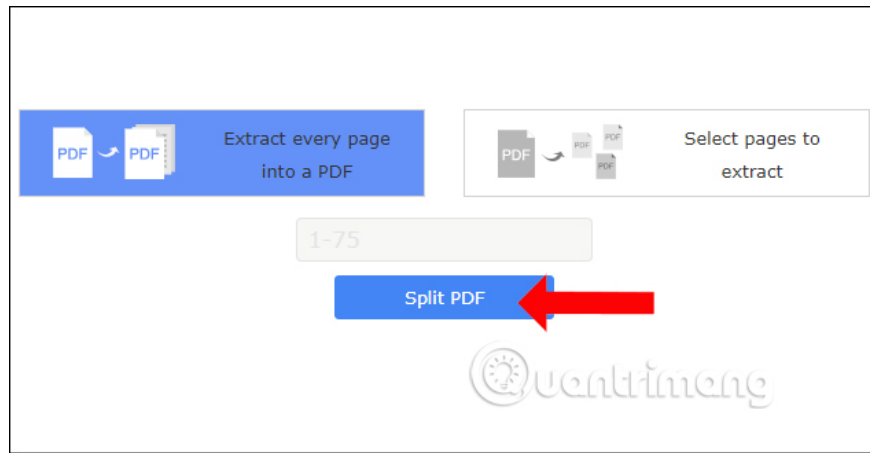 PDF
PDF
Extract every page
into a PDF
PDF
PDF
PDF
PDF
Select pages to
extract
1-75
Split PDF
Quantrimang